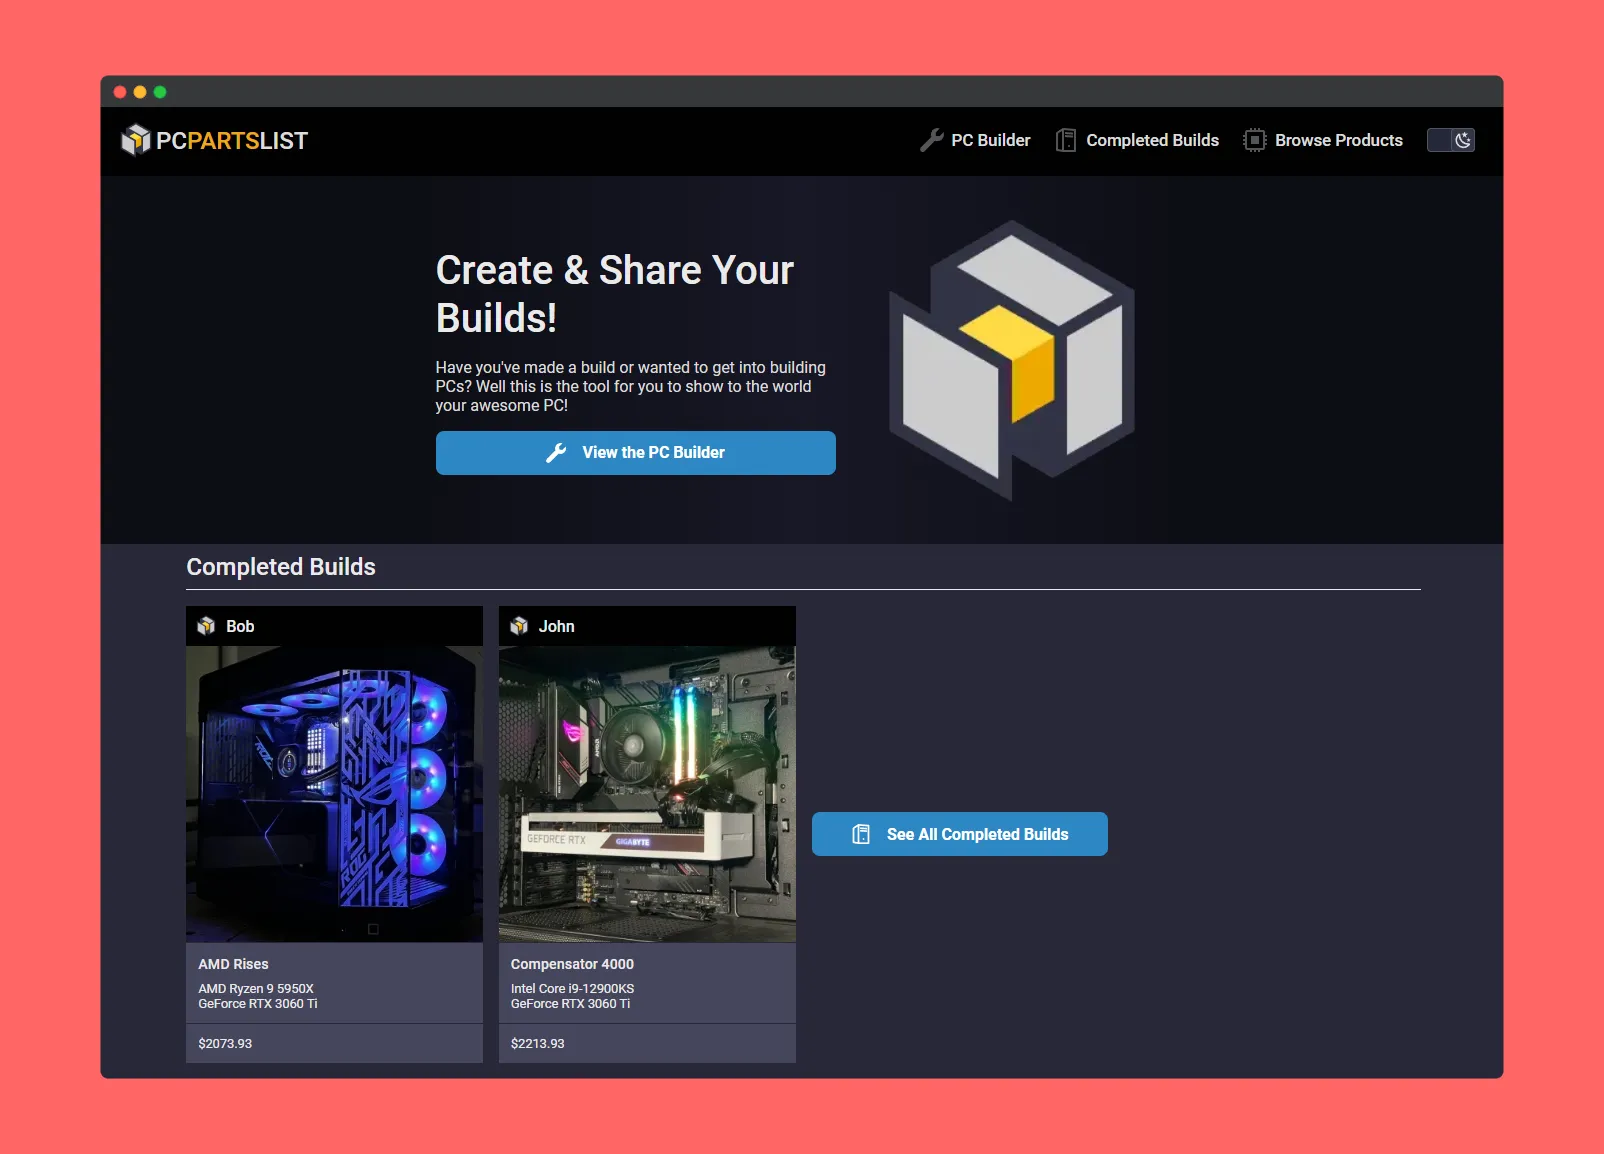 PCPARTSLIST
PC Builder
Completed Builds
Browse Products
Create & Share Your
Builds!
Have you've made a build or wanted to get into building
PCs? Well this is the tool for you to show to the world
your awesome PC!
View the PC Builder
Completed Builds
Bob
John
ROG
AMD
GEFORCE RTX
GIGABYTE
See All Completed Builds
AMD Rises
AMD Ryzen 9 5950X
GeForce RTX 3060 Ti
$2073.93
Compensator 4000
Intel Core i9-12900KS
GeForce RTX 3060 Ti
$2213.93